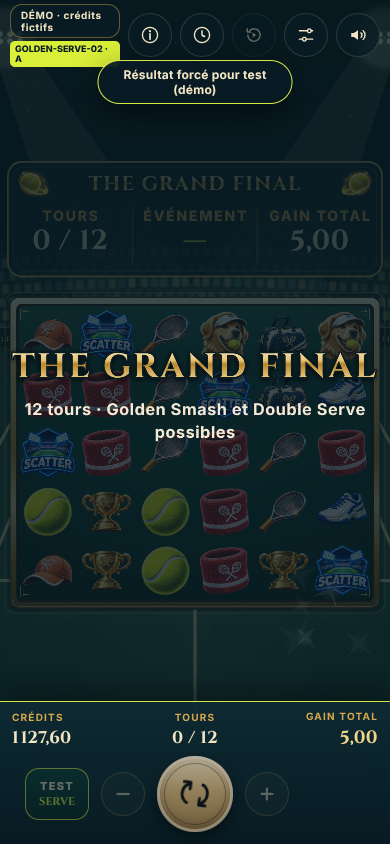 DÉMO · crédits
fictifs
GOLDEN-SERVE-02 ·
A
Résultat forcé pour test
(démo)
THE GRAND FINAL
TOURS
ÉVÉNEMENT
GAIN TOTAL
0 / 12
—
5,00
SCATTER
THE GRAND FINAL
SCATTER
12 tours · Golden Smash et Double Serve
possibles
SCATTER
SCATTER
CRÉDITS
TOURS
GAIN TOTAL
1127,60
0 / 12
5,00
TEST
SERVE